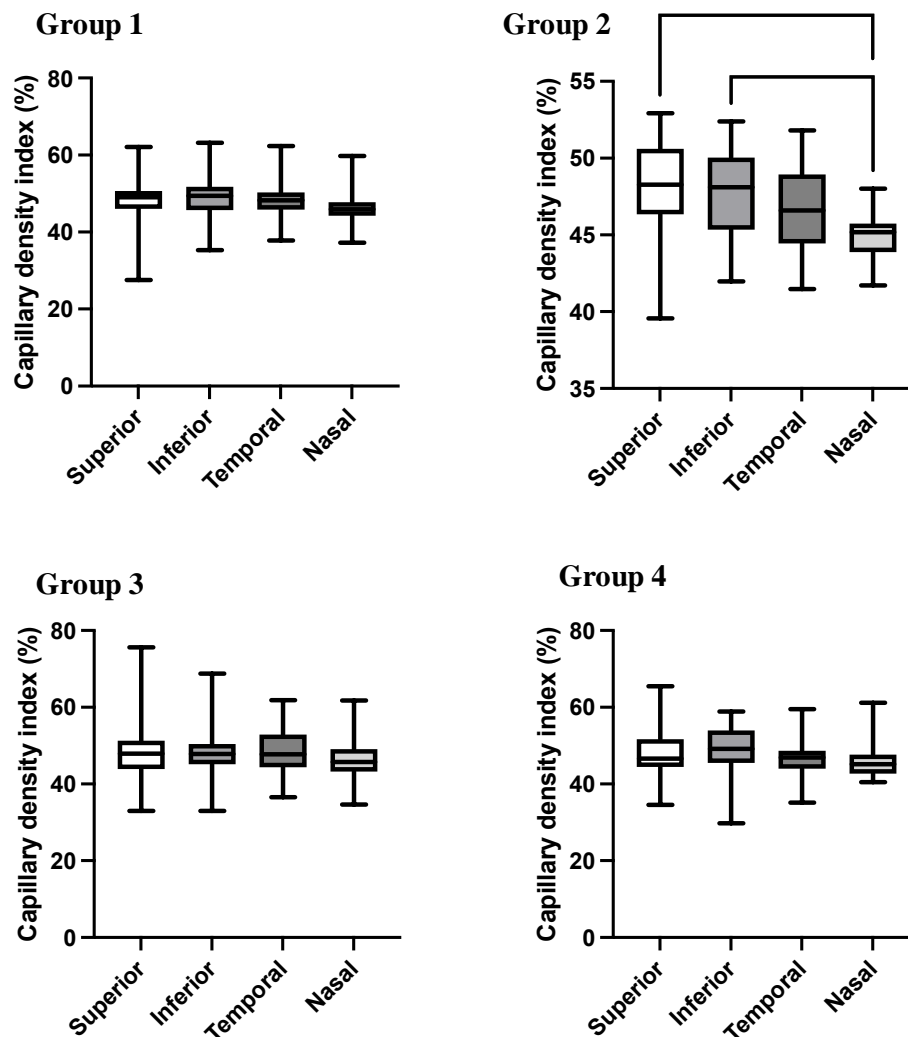 Group 1
Capillary density index (%)
80
60
40
20
0
Superior
Inferior
Temporal
Nasal
Group 2
Capillary density index (%)
55
50
45
40
35
Superior
Inferior
Temporal
Nasal
Group 3
Capillary density index (%)
80
60
40
20
0
Superior
Inferior
Temporal
Nasal
Group 4
Capillary density index (%)
80
60
40
20
0
Superior
Inferior
Temporal
Nasal